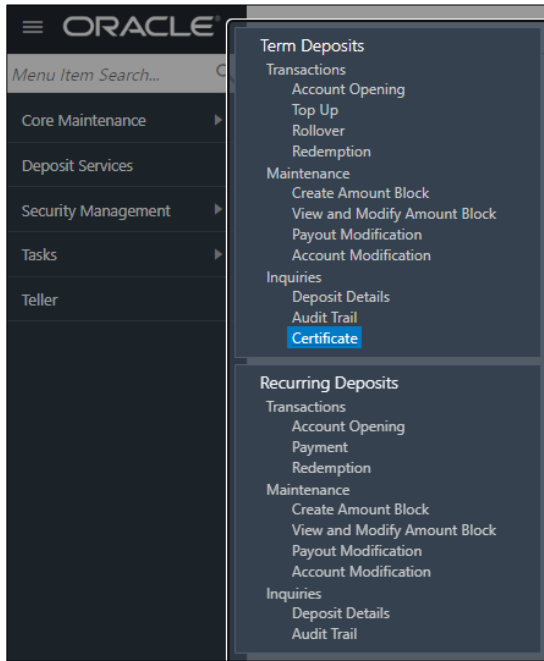 ORACLE
Menu Item Search...
Core Maintenance
Deposit Services
Security Management
Tasks
Teller
Term Deposits
Transactions
Account Opening
Top Up
Rollover
Redemption
Maintenance
Create Amount Block
View and Modify Amount Block
Payout Modification
Account Modification
Inquiries
Deposit Details
Audit Trail
Certificate
Recurring Deposits
Transactions
Account Opening
Payment
Redemption
Maintenance
Create Amount Block
View and Modify Amount Block
Payout Modification
Account Modification
Inquiries
Deposit Details
Audit Trail